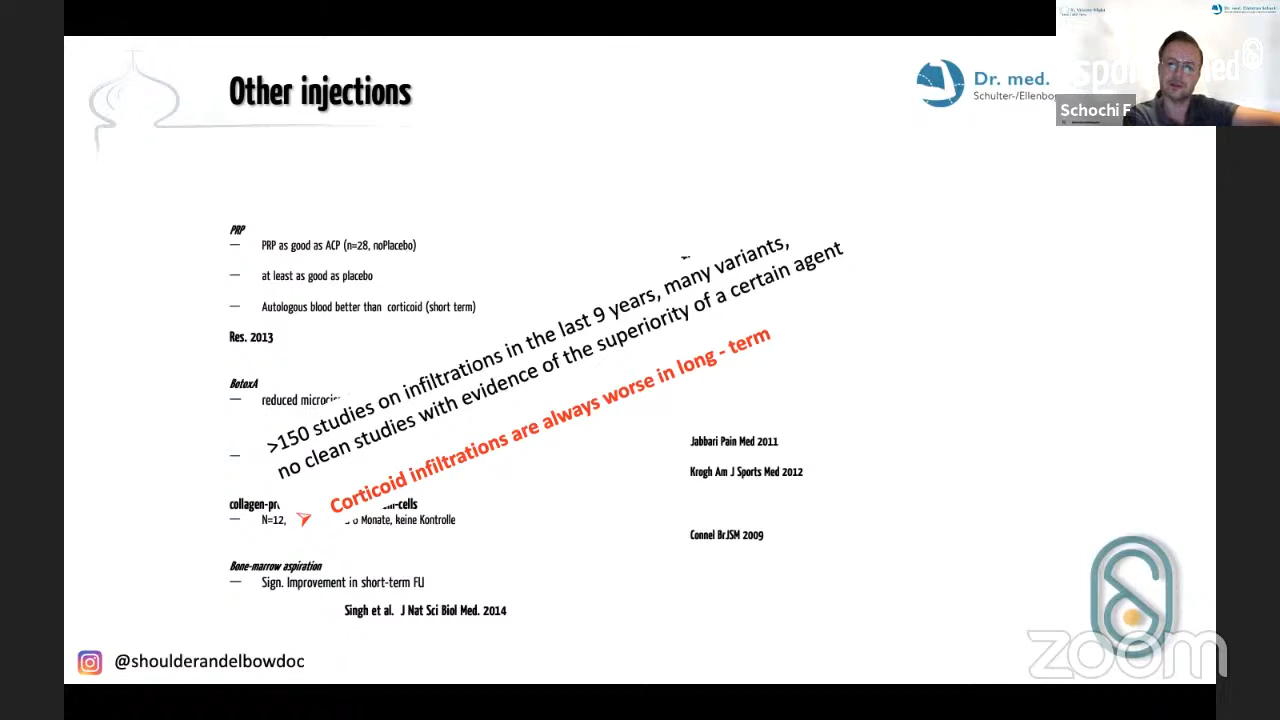 Other injections
Dr. med.
Schulter-/Ellenbo
Schochi F
PRP
— PRP as good as ACP (n=28, noPlacebo)
— at least as good as placebo
— Autologous blood better than corticoid (short term)
Res. 2013
BotoxA
— reduced
>150 studies on infiltrations in the last 9 years, many variants,
no clean studies with evidence of the superiority of a certain agent
Corticoid infiltrations are always worse in long - term
Jabbari Pain Med 2011
Krogh Am J Sports Med 2012
-cells
— N=12, 6 Monate, keine Kontrolle
Connel BrJSM 2009
Bone-marrow aspiration
— Sign. Improvement in short-term FU
Singh et al. J Nat Sci Biol Med. 2014
@shoulderandelbowdoc
zoom